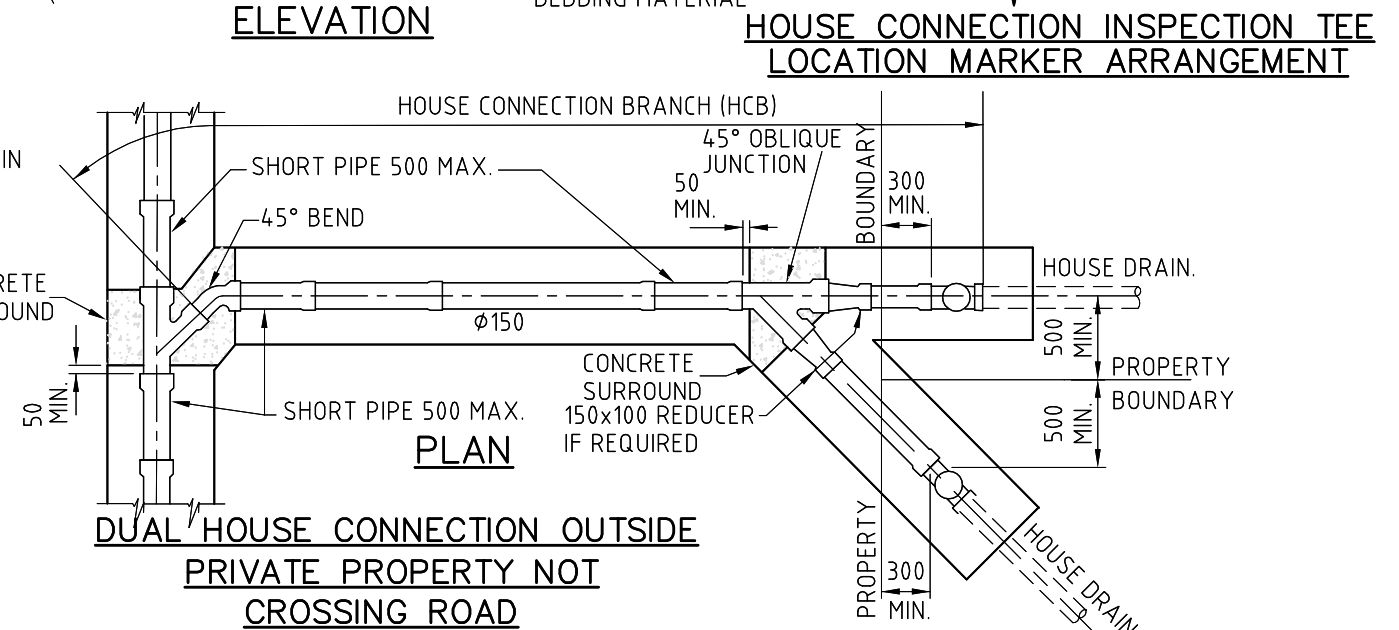 ELEVATION
BEDDING MATERIAL
HOUSE CONNECTION INSPECTION TEE
LOCATION MARKER ARRANGEMENT
HOUSE CONNECTION BRANCH (HCB)
45° OBLIQUE
JUNCTION
BOUNDARY
IN
SHORT PIPE 500 MAX.
50
MIN.
300
MIN.
45° BEND
HOUSE DRAIN.
RETE
OUND
Ø150
500
MIN.
CONCRETE
SURROUND
PROPERTY
BOUNDARY
50
MIN.
SHORT PIPE 500 MAX.
150x100 REDUCER
IF REQUIRED
500
MIN.
PLAN
DUAL HOUSE CONNECTION OUTSIDE
PRIVATE PROPERTY NOT
CROSSING ROAD
PROPERTY
300
MIN.
HOUSE DRAIN